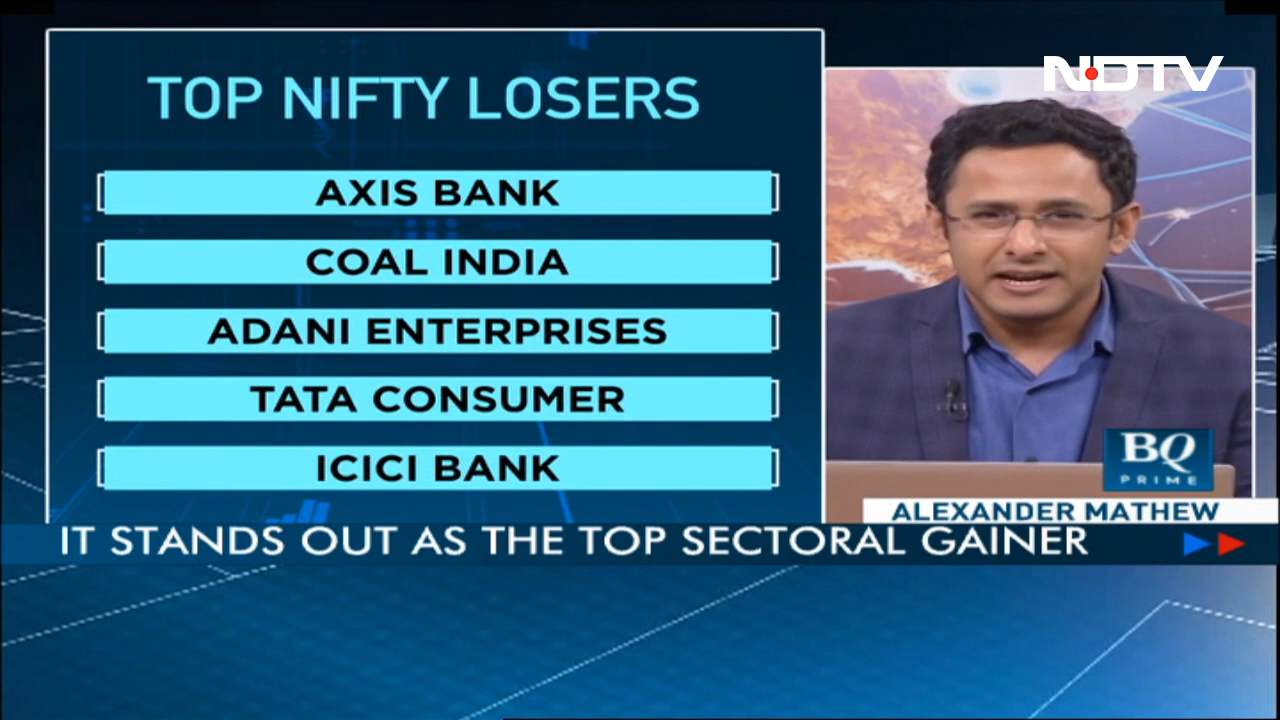 TOP NIFTY LOSERS
AXIS BANK
COAL INDIA
ADANI ENTERPRISES
TATA CONSUMER
ICICI BANK
NDTV
BQ
PRIME
ALEXANDER MATHEW
IT STANDS OUT AS THE TOP SECTORAL GAINER